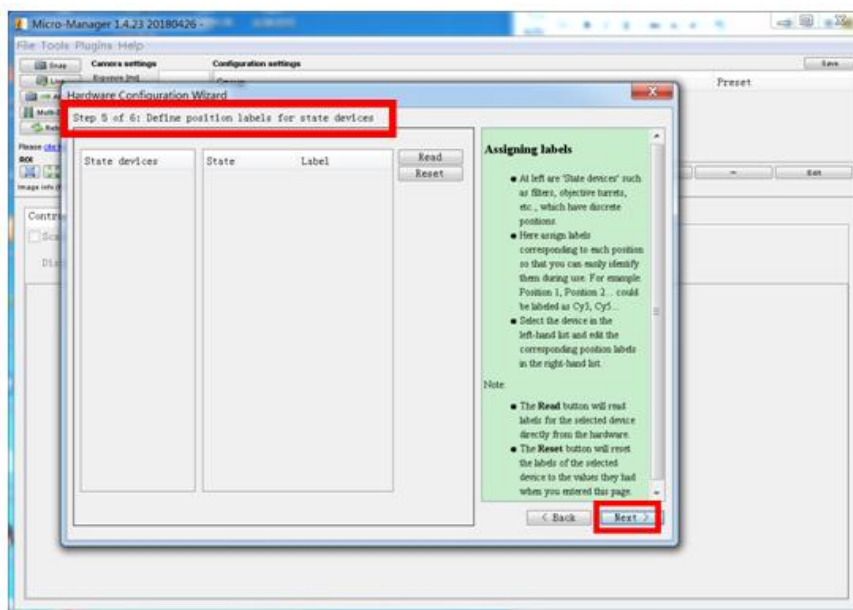 Micro-Manager 1.4.23 20180426 -
File Tools Plugins Help
Snap
Camera settings
Configuration settings
Save
Preset
Hardware Configuration Wizard
Step 5 of 6: Define position labels for state devices
State devices
State Label
Read
Reset
Assigning labels
At left are 'State devices' such
as filters, objective turrets,
etc., which have discrete
positions.
Here assign labels
corresponding to each position
so that you can easily identify
them during use. For example
Position 1, Position 2... could
be labeled as Cy3, Cy5...
Select the device in the
left-hand list and edit the
corresponding position labels
in the right-hand list
Note:
The Read button will read
labels for the selected device
directly from the hardware.
The Reset button will reset
the labels of the selected
device to the values they had
when you entered this page.
< Back
Next >
ROI
Edit